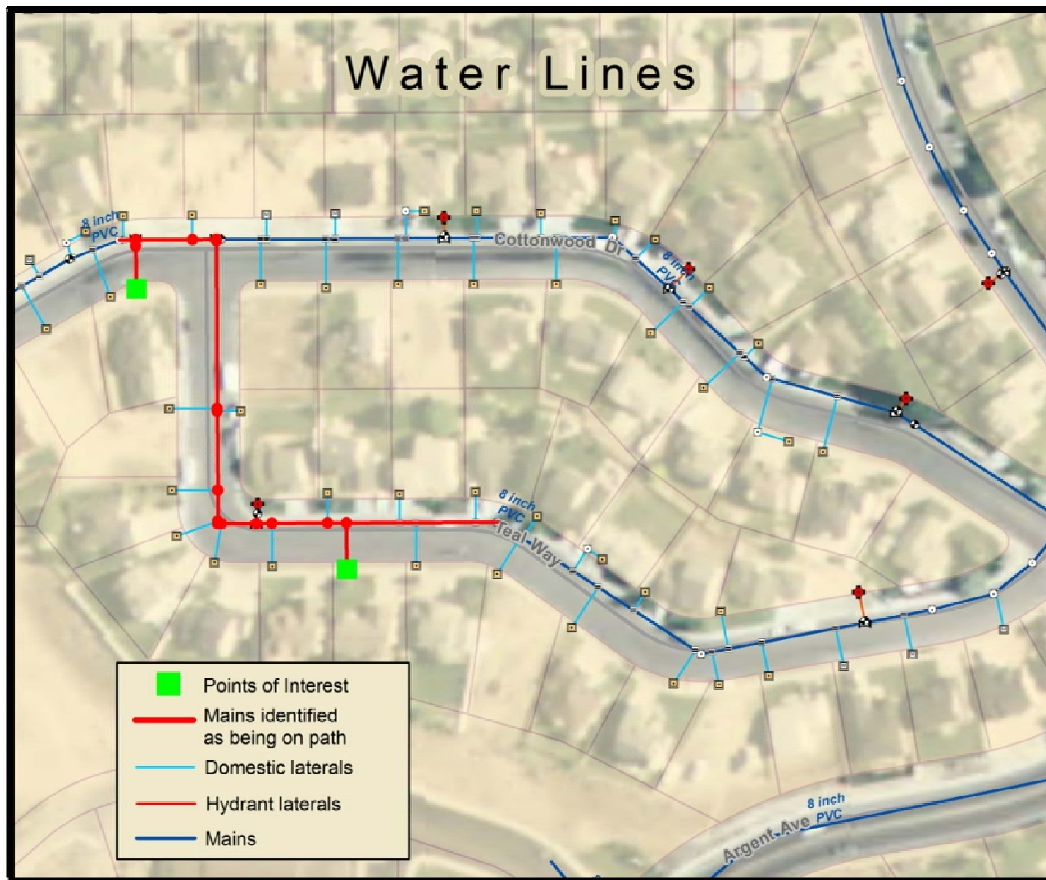 Water Lines
8 inch
PVC
Cottonwood Dr
8 inch
PVC
8 inch
PVC
Teal Way
Points of Interest
Mains identified
as being on path
Domestic laterals
Hydrant laterals
Mains
8 inch
PVC
Argent Ave